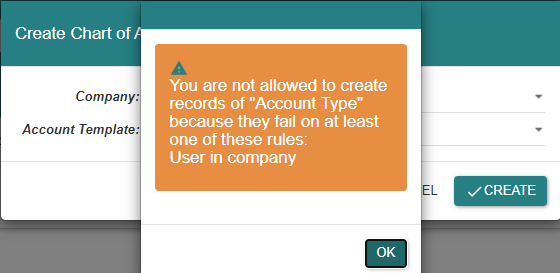 Create Chart of A
You are not allowed to create
records of "Account Type"
because they fail on at least
one of these rules:
User in company
Company:
Account Template:
EL
CREATE
OK